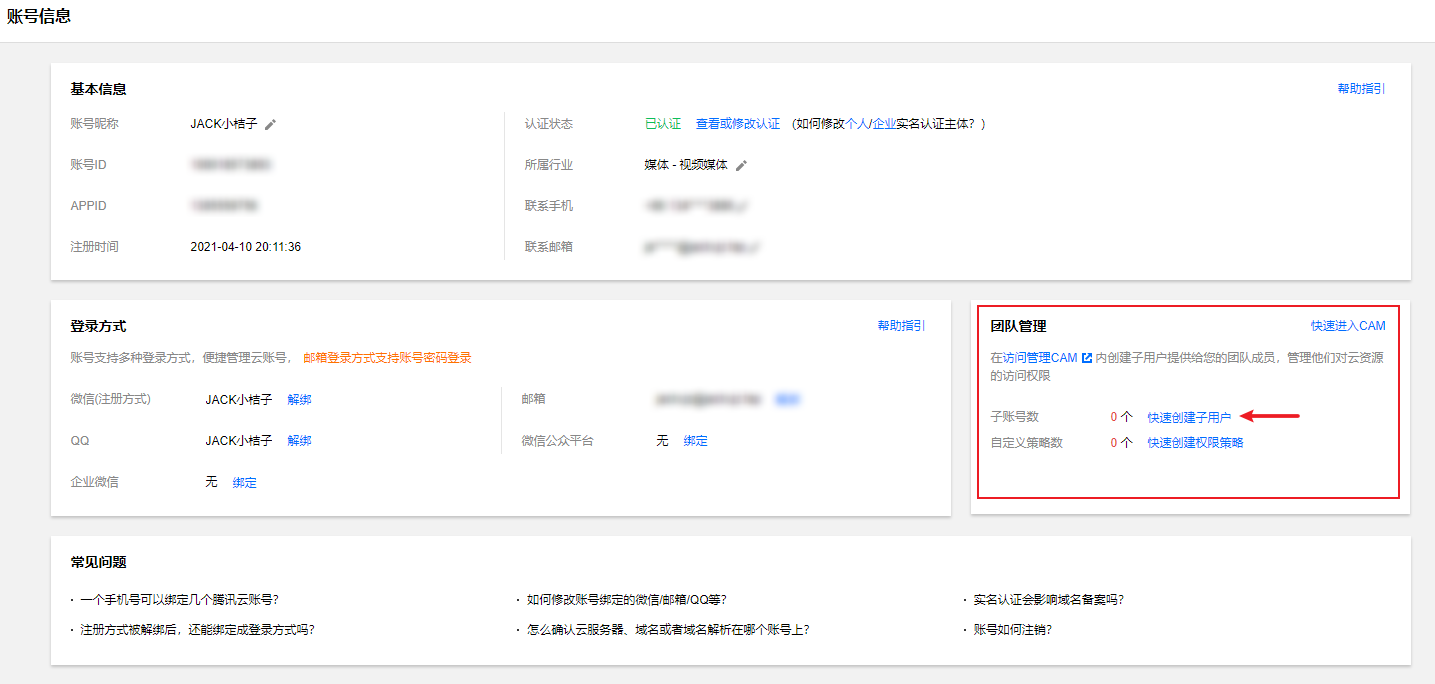 账号信息
基本信息 帮助指引
账号昵称 JACK小桔子
认证状态 已认证 查看或修改认证 (如何修改个人/企业实名认证主体？)
账号ID
所属行业 媒体 - 视频媒体
APPID
联系手机
注册时间 2021-04-10 20:11:36
联系邮箱
登录方式 帮助指引
账号支持多种登录方式，便捷管理云账号， 邮箱登录方式支持账号密码登录
微信(注册方式) JACK小桔子 解绑
邮箱
QQ JACK小桔子 解绑
微信公众平台 无 绑定
企业微信 无 绑定
团队管理 快速进入CAM
在访问管理CAM 内创建子用户提供给您的团队成员，管理他们对云资源
的访问权限
子账号数 0 个 快速创建子用户
自定义策略数 0 个 快速创建权限策略
常见问题
· 一个手机号可以绑定几个腾讯云账号？
· 如何修改账号绑定的微信/邮箱/QQ等？
· 实名认证会影响域名备案吗？
· 注册方式被解绑后，还能绑定成登录方式吗？
· 怎么确认云服务器、域名或者域名解析在哪个账号上？
· 账号如何注销？